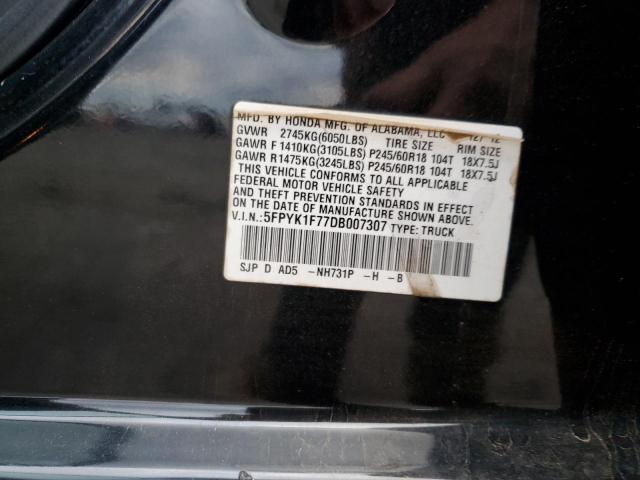 MFD. BY HONDA MFG. OF ALABAMA, LLC 12/12
GVWR 2745KG(6050LBS) TIRE SIZE RIM SIZE
GAWR F 1410KG(3105LBS) P245/60R18 104T 18X7.5J
GAWR R1475KG(3245LBS) P245/60R18 104T 18X7.5J
THIS VEHICLE CONFORMS TO ALL APPLICABLE
FEDERAL MOTOR VEHICLE SAFETY
AND THEFT PREVENTION STANDARDS IN EFFECT
ON THE DATE OF MANUFACTURE SHOWN ABOVE.
V.I.N.:5FPYK1F77DB007307 TYPE: TRUCK
SJP D AD5 -NH731P -H -B